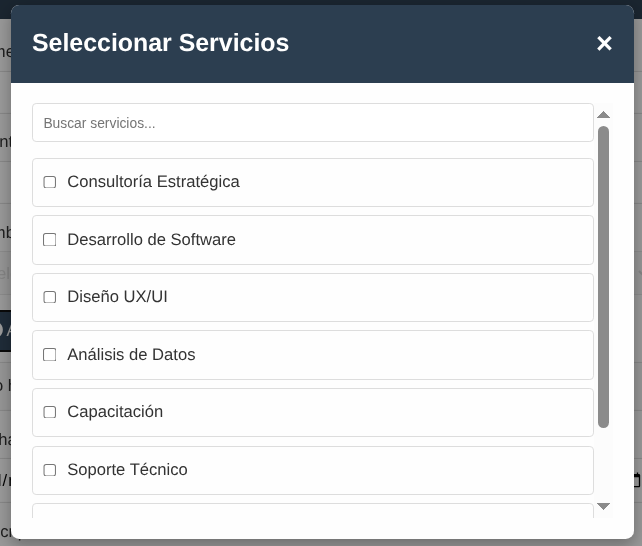 Seleccionar Servicios
×
Buscar servicios...
Consultoría Estratégica
Desarrollo de Software
Diseño UX/UI
Análisis de Datos
Capacitación
Soporte Técnico